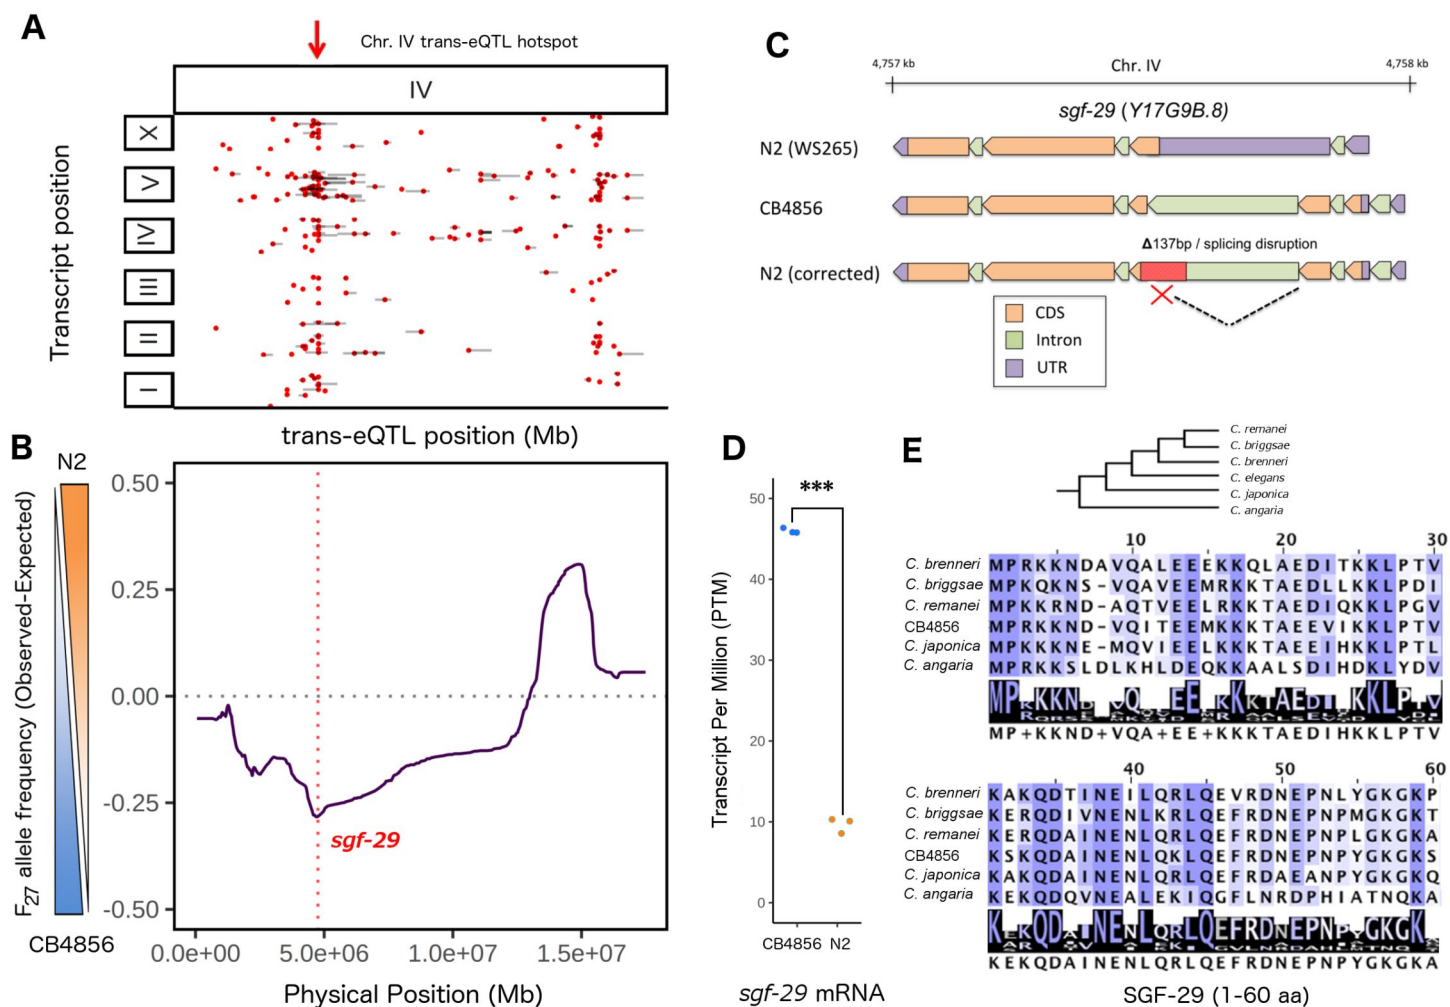 A
Chr. IV trans-eQTL hotspot
IV
Transcript position
X
V
IV
III
II
I
trans-eQTL position (Mb)
B
N2
F27 allele frequency (Observed-Expected)
CB4856
0.50
0.25
0.00
-0.25
-0.50
sgf-29
0.0e+00 5.0e+06 1.0e+07 1.5e+07
Physical Position (Mb)
C
4,757 kb Chr. IV 4,758 kb
sgf-29 (Y17G9B.8)
N2 (WS265)
CB4856
Δ137bp / splicing disruption
N2 (corrected)
CDS
Intron
UTR
D
Transcript Per Million (PTM)
***
50
40
30
20
10
0
CB4856 N2
sgf-29 mRNA
E
C. remanei
C. briggsae
C. brenneri
C. elegans
C. japonica
C. angaria
10 20 30
C. brenneri MPRKKNDAVQALEEEKKQLAEDITKKLPTV
C. briggsae MPKQKNS-VQAVEEMRKKTAEDLLKKLPDI
C. remanei MPKKRND-AQTVEELRKKTAEDIQKKLPGV
CB4856 MPKKKND-VQITEEMKKKTAEEVIKKLPTV
C. japonica MPKKKNE-MQVIEELKKKTAEEIHKKLPTL
C. angaria MPRKKSLDLKHLDEQKKAALSDIHDKLYDV
MP+KKND+VQA+EE+KKKTAEDIHKKLPTV
40 50 60
C. brenneri KAKQDTINEILQRLQEVRDNEPNLYGKGKP
C. briggsae KERQDIVNENLKRLQEFRDNEPNPMGKGKT
C. remanei KERQDAINENLQRLQEFRDNEPNPLGKGKA
CB4856 KSKQDAINENLQKLQEFRDNEPNPYGKGKS
C. japonica KAKQDAINENLQRLQEFRDAEANPYGKGKQ
C. angaria KEKQDQVNEALEKIQGFLNRDPHIATNQKA
KEKQDAINENLQRLQEFRDNEPNPYGKGKA
SGF-29 (1-60 aa)